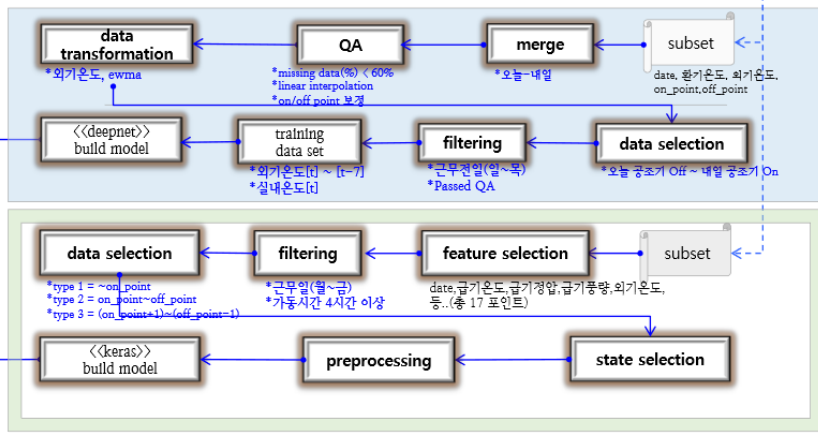 subset
date, 환기온도, 외기온도,
on_point,off_point
merge
*오늘-내일
QA
*missing data(%) < 60%
*linear interpolation
*on/off point 보정
data
transformation
*외기온도, ewma
data selection
*오늘 공조기 Off ~ 내일 공조기 On
filtering
*근무전일(일~목)
*Passed QA
training
data set
*외기온도[t] ~ [t-7]
*실내온도[t]
<<deepnet>>
build model
subset
feature selection
date,급기온도,급기정압,급기풍량,외기온도,
등..(총 17 포인트)
filtering
*근무일(월~금)
*가동시간 4시간 이상
data selection
*type 1 = ~on_point
*type 2 = on_point~off_point
*type 3 = (on_point+1)~(off_point-1)
state selection
preprocessing
<<keras>>
build model